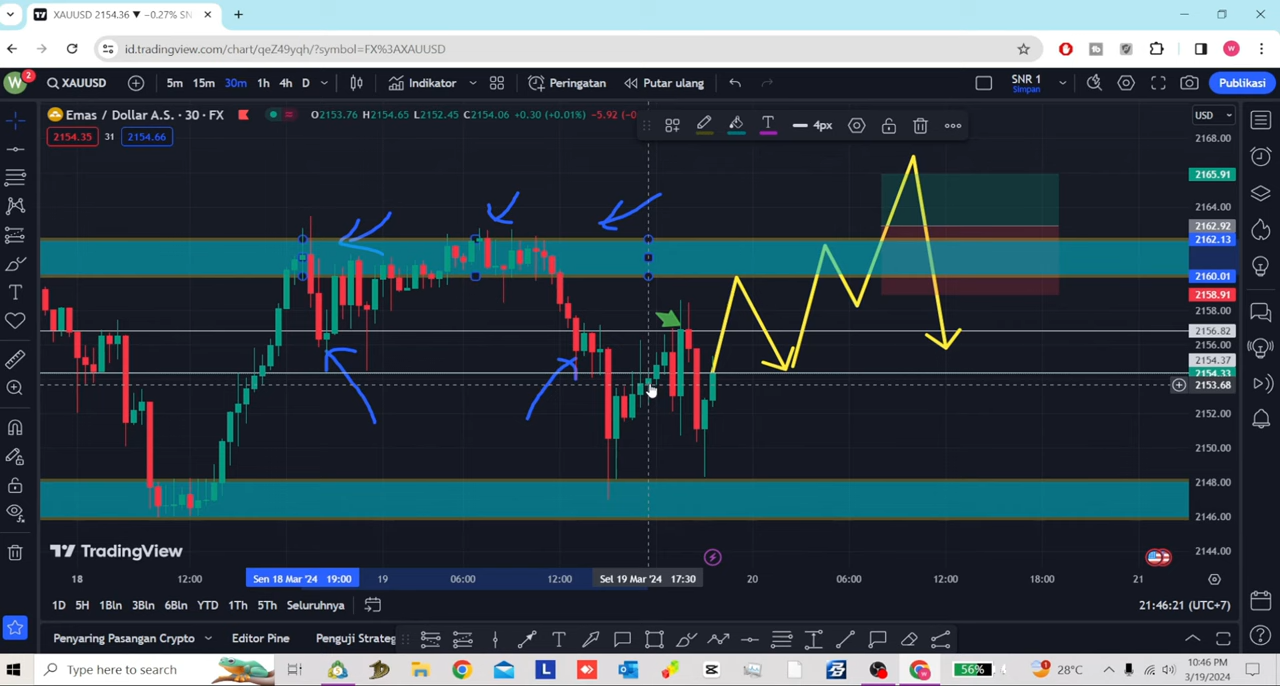 XAUUSD 2154.36 ▼ −0.27% SN
id.tradingview.com/chart/qeZ49yqh/?symbol=FX%3AXAUUSD
W
W
2
XAUUSD
5m 15m 30m 1h 4h D
Indikator
Peringatan
Putar ulang
SNR 1
Simpan
Publikasi
Emas / Dollar A.S. · 30 · FX
O2153.76 H2154.65 L2152.45 C2154.06 +0.30 (+0.01%) −5.92
4px
USD
2154.35 31 2154.66
2168.00
2165.91
2164.00
2162.92
2162.13
2160.01
2158.91
2158.00
2156.82
2156.00
2154.37
2154.33
2153.68
2152.00
2150.00
2148.00
2146.00
2144.00
TradingView
18 12:00 Sen 18 Mar '24 19:00 19 06:00 12:00 Sel 19 Mar '24 17:30 20 06:00 12:00 18:00 21
1D 5H 1Bln 3Bln 6Bln YTD 1Th 5Th Seluruhnya
21:46:21 (UTC+7)
Penyaring Pasangan Crypto
Editor Pine
Penguji Strateg
Type here to search
L
56%
1
28°C
10:46 PM
3/19/2024